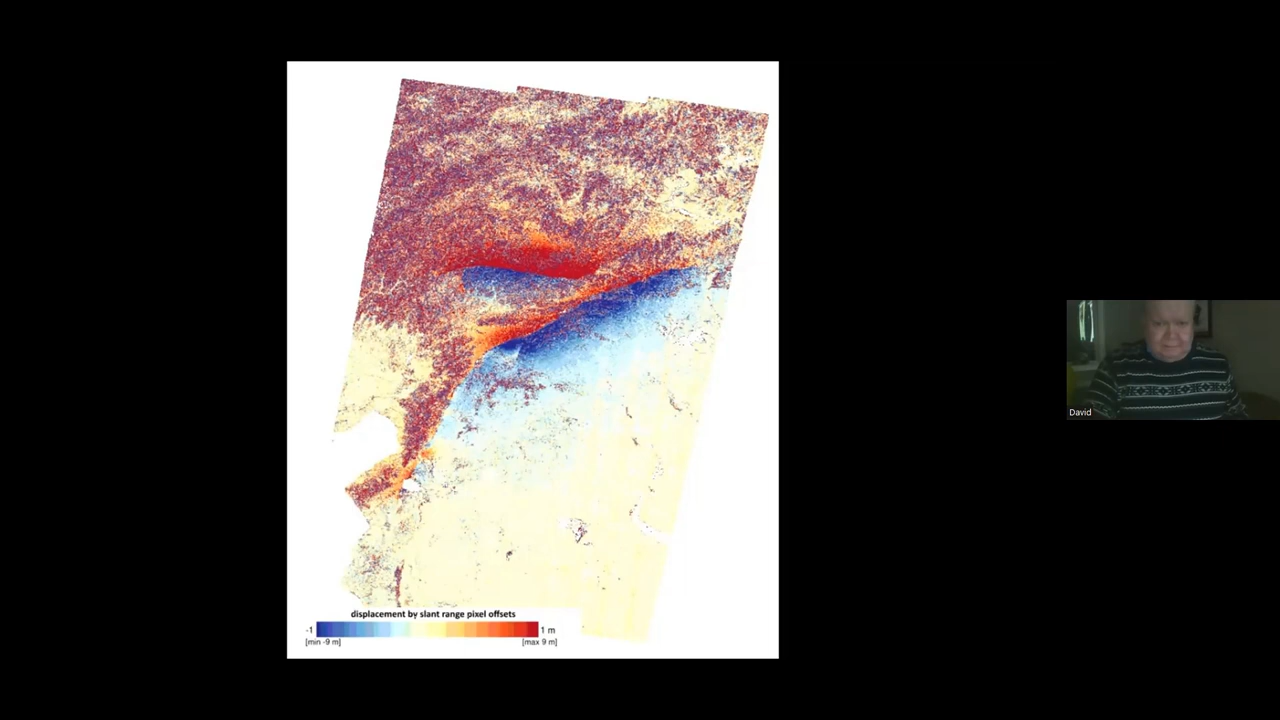 displacement by slant range pixel offsets
-1 1 m
[min -9 m] [max 9 m]
David